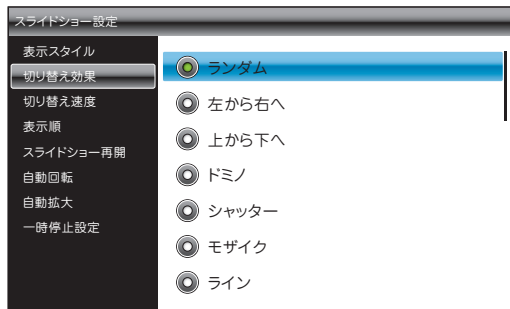 スライドショー設定
表示スタイル
切り替え効果
切り替え速度
表示順
スライドショー再開
自動回転
自動拡大
一時停止設定
ランダム
左から右へ
上から下へ
ドミノ
シャッター
モザイク
ライン